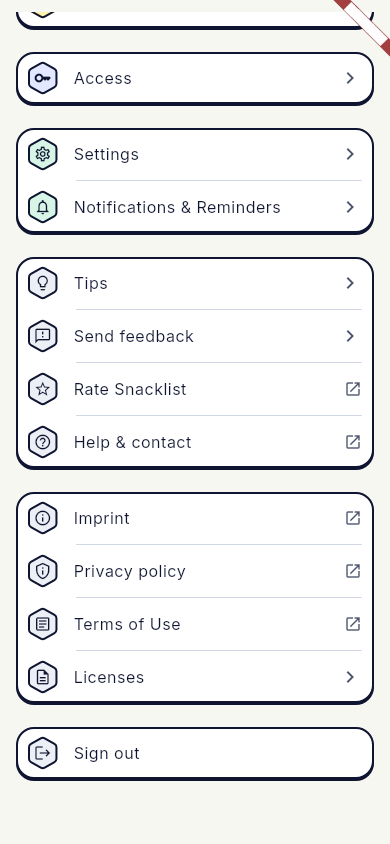 Access
Settings
Notifications & Reminders
Tips
Send feedback
Rate Snacklist
Help & contact
Imprint
Privacy policy
Terms of Use
Licenses
Sign out